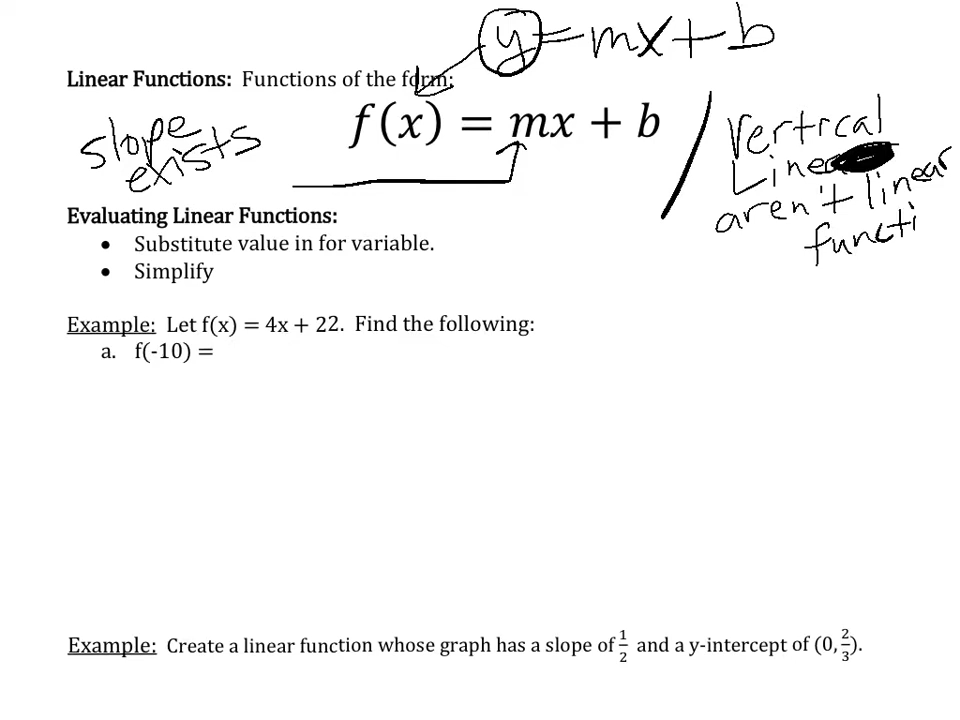 y=mx+b
Linear Functions: Functions of the form:
f(x) = mx + b
slope
exists
Vertical
Lines
aren't linear
functi
Evaluating Linear Functions:
• Substitute value in for variable.
• Simplify
Example: Let f(x) = 4x + 22. Find the following:
a. f(-10) =
Example: Create a linear function whose graph has a slope of 1/2 and a y-intercept of (0, 2/3).